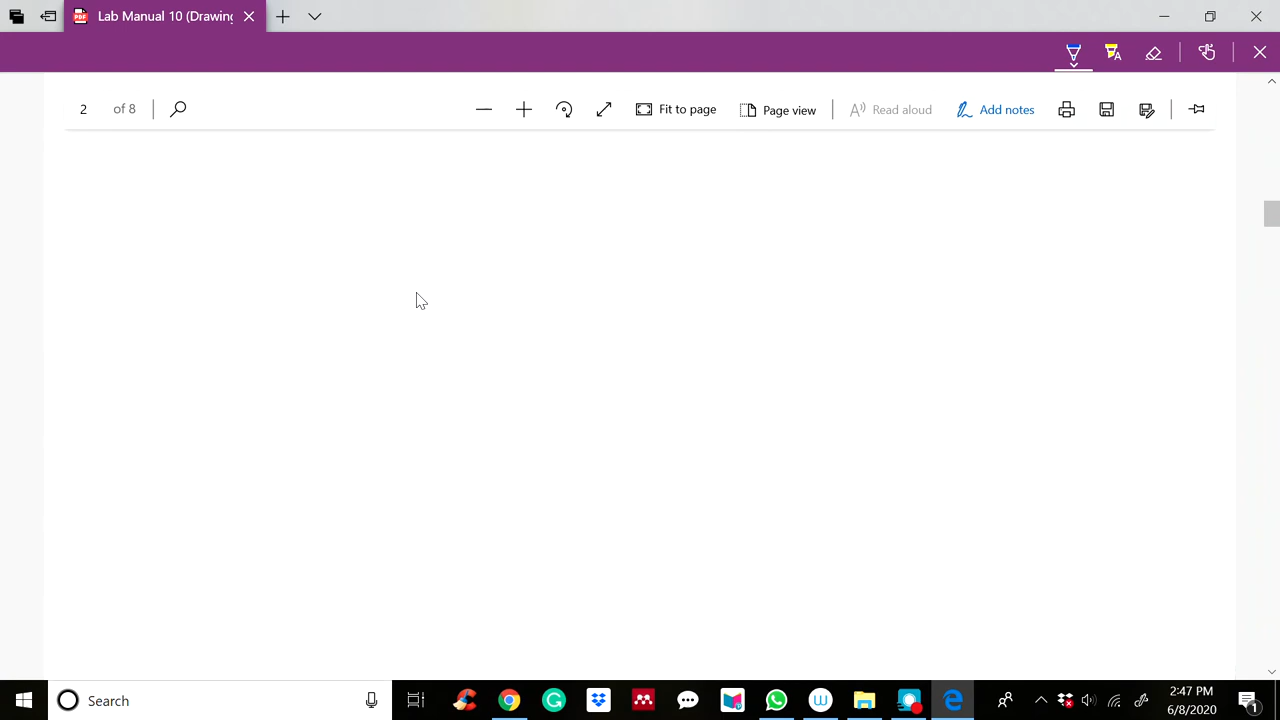 Lab Manual 10 (Drawing
2 of 8 Fit to page Page view Read aloud Add notes
Search
2:47 PM
6/8/2020
1